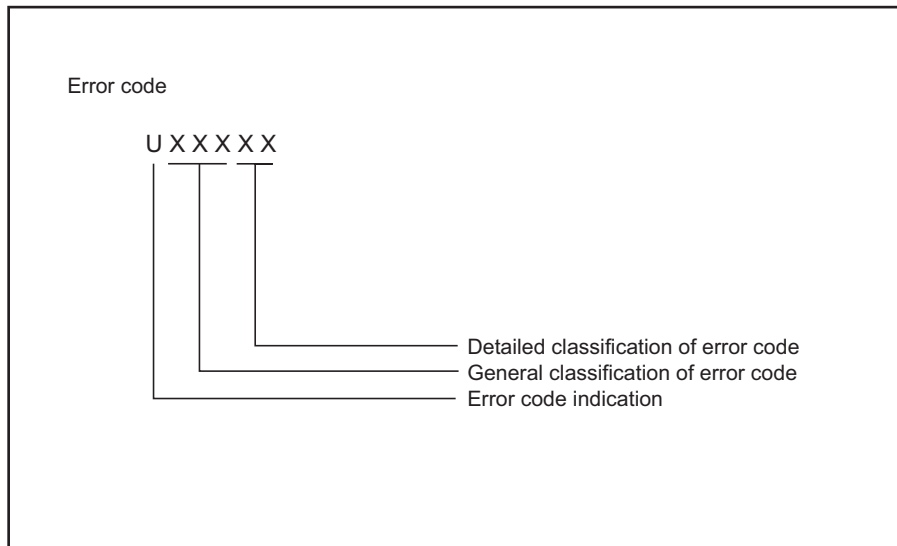 Error code
U X X X X X
Detailed classification of error code
General classification of error code
Error code indication